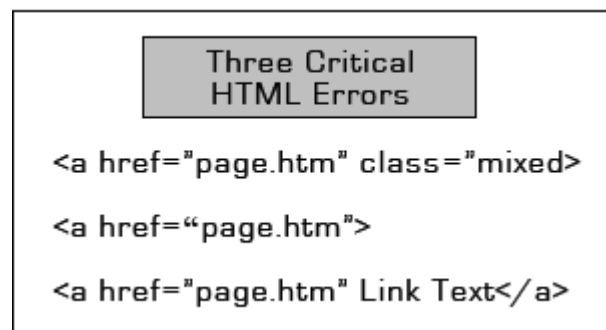 Three Critical
HTML Errors
<a href="page.htm" class="mixed>
<a href=“page.htm">
<a href="page.htm" Link Text</a>